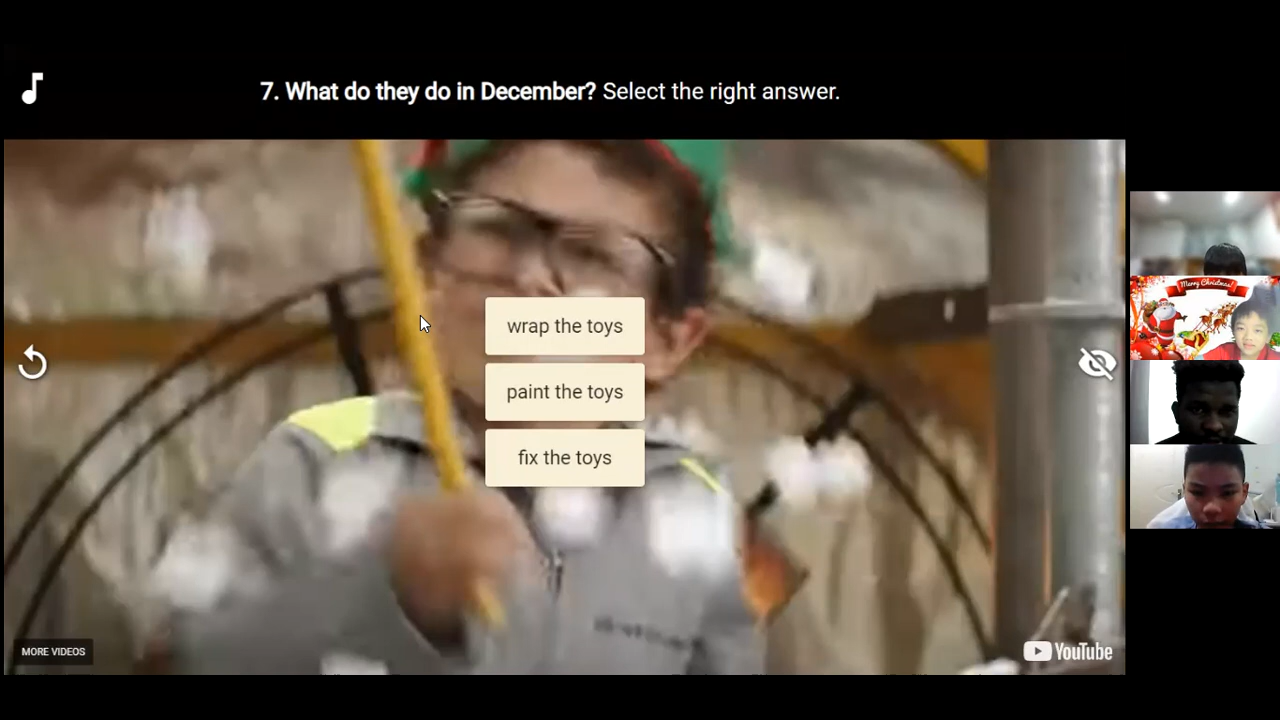 7. What do they do in December? Select the right answer.
wrap the toys
paint the toys
fix the toys
MORE VIDEOS
YouTube
Merry Christmas!